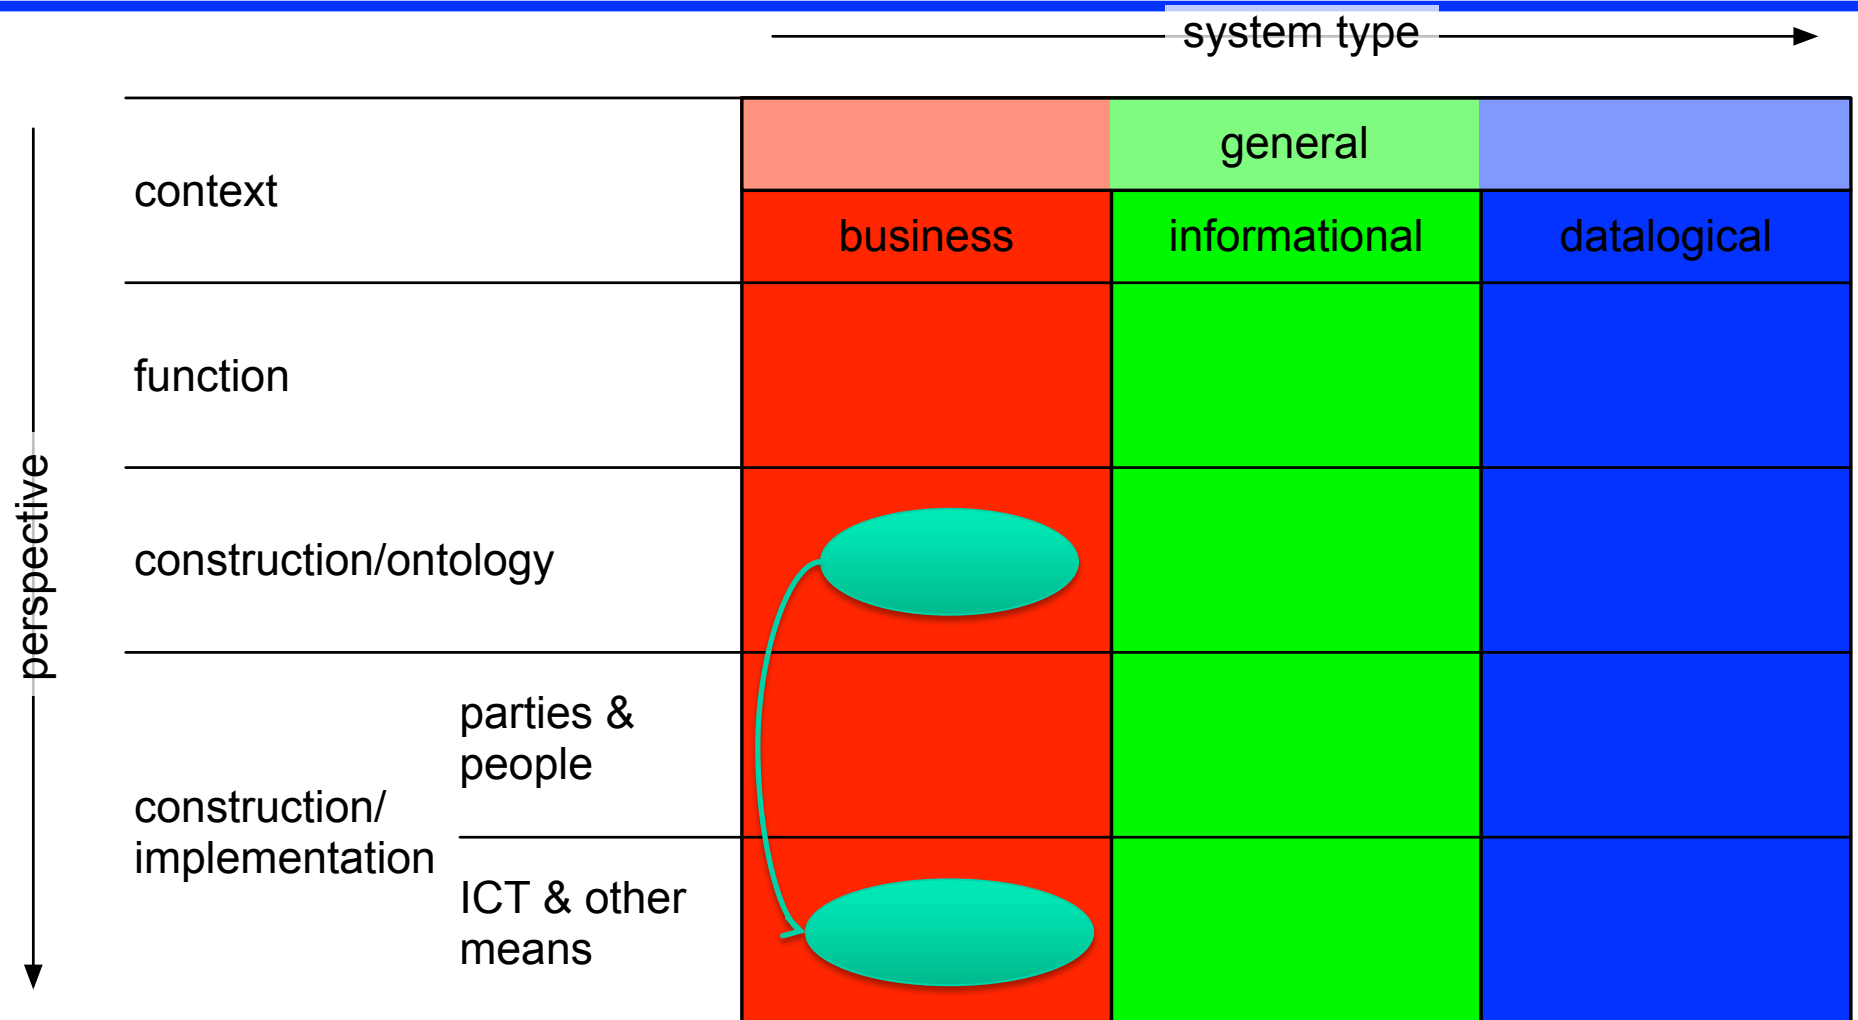 system type
general
context
business
informational
datalogical
function
perspective
construction/ontology
parties &
people
construction/
implementation
ICT & other
means